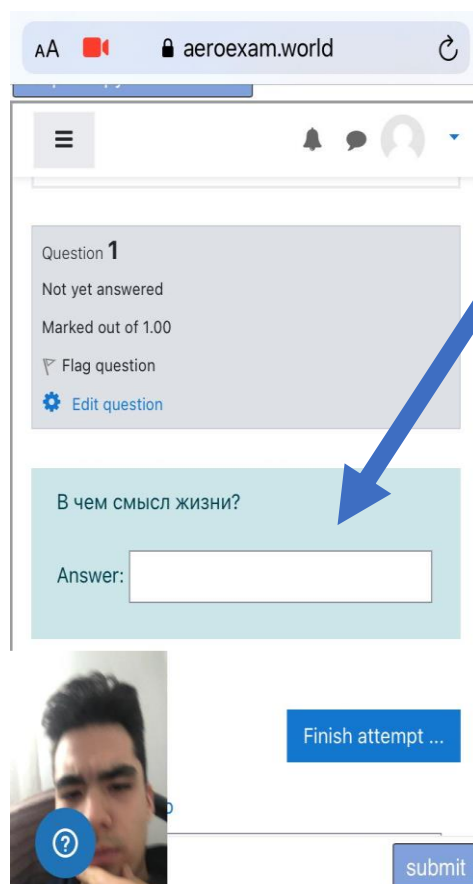 AA aeroexam.world
Question 1
Not yet answered
Marked out of 1.00
Flag question
Edit question
В чем смысл жизни?
Answer:
Finish attempt ...
submit